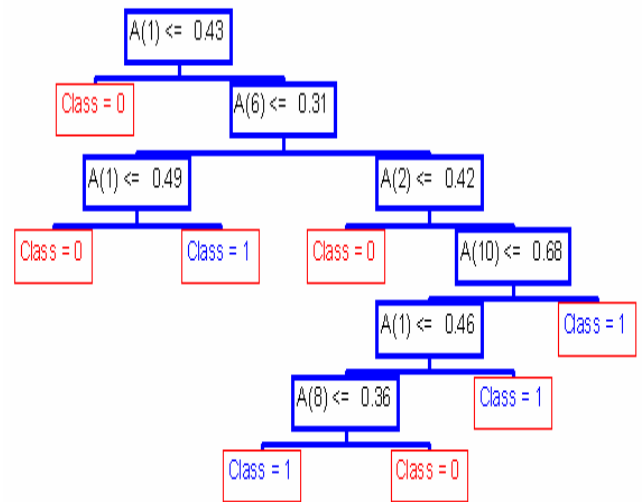 A(1) <= 0.43
Class = 0
A(6) <= 0.31
A(1) <= 0.49
A(2) <= 0.42
Class = 0
Class = 1
Class = 0
A(10) <= 0.68
A(1) <= 0.46
Class = 1
A(8) <= 0.36
Class = 1
Class = 1
Class = 0